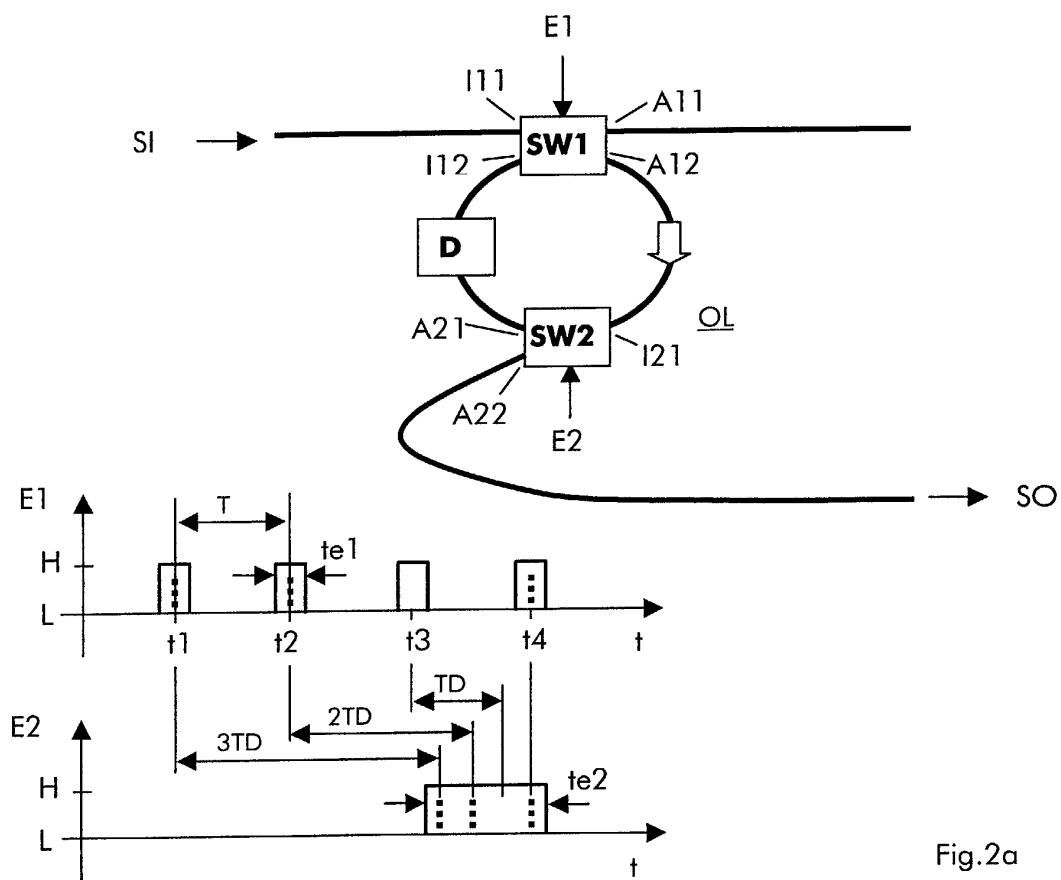 E1
I11
A11
SI
SW1
I12
A12
D
A21
SW2
OL
I21
A22
E2
SO
E1
T
te1
H
L
t1
t2
t3
t4
t
TD
E2
2TD
3TD
H
te2
L
t
Fig.2a